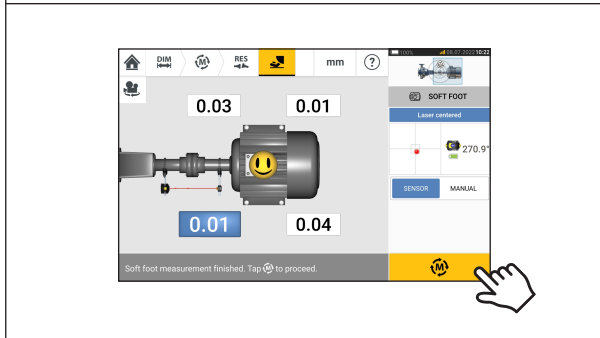 100%
08.07.2022 10:22
DIM
M
RES
mm
?
0.03
0.01
SOFT FOOT
Laser centered
270.9°
SENSOR
MANUAL
0.01
0.04
Soft foot measurement finished. Tap M to proceed.
M